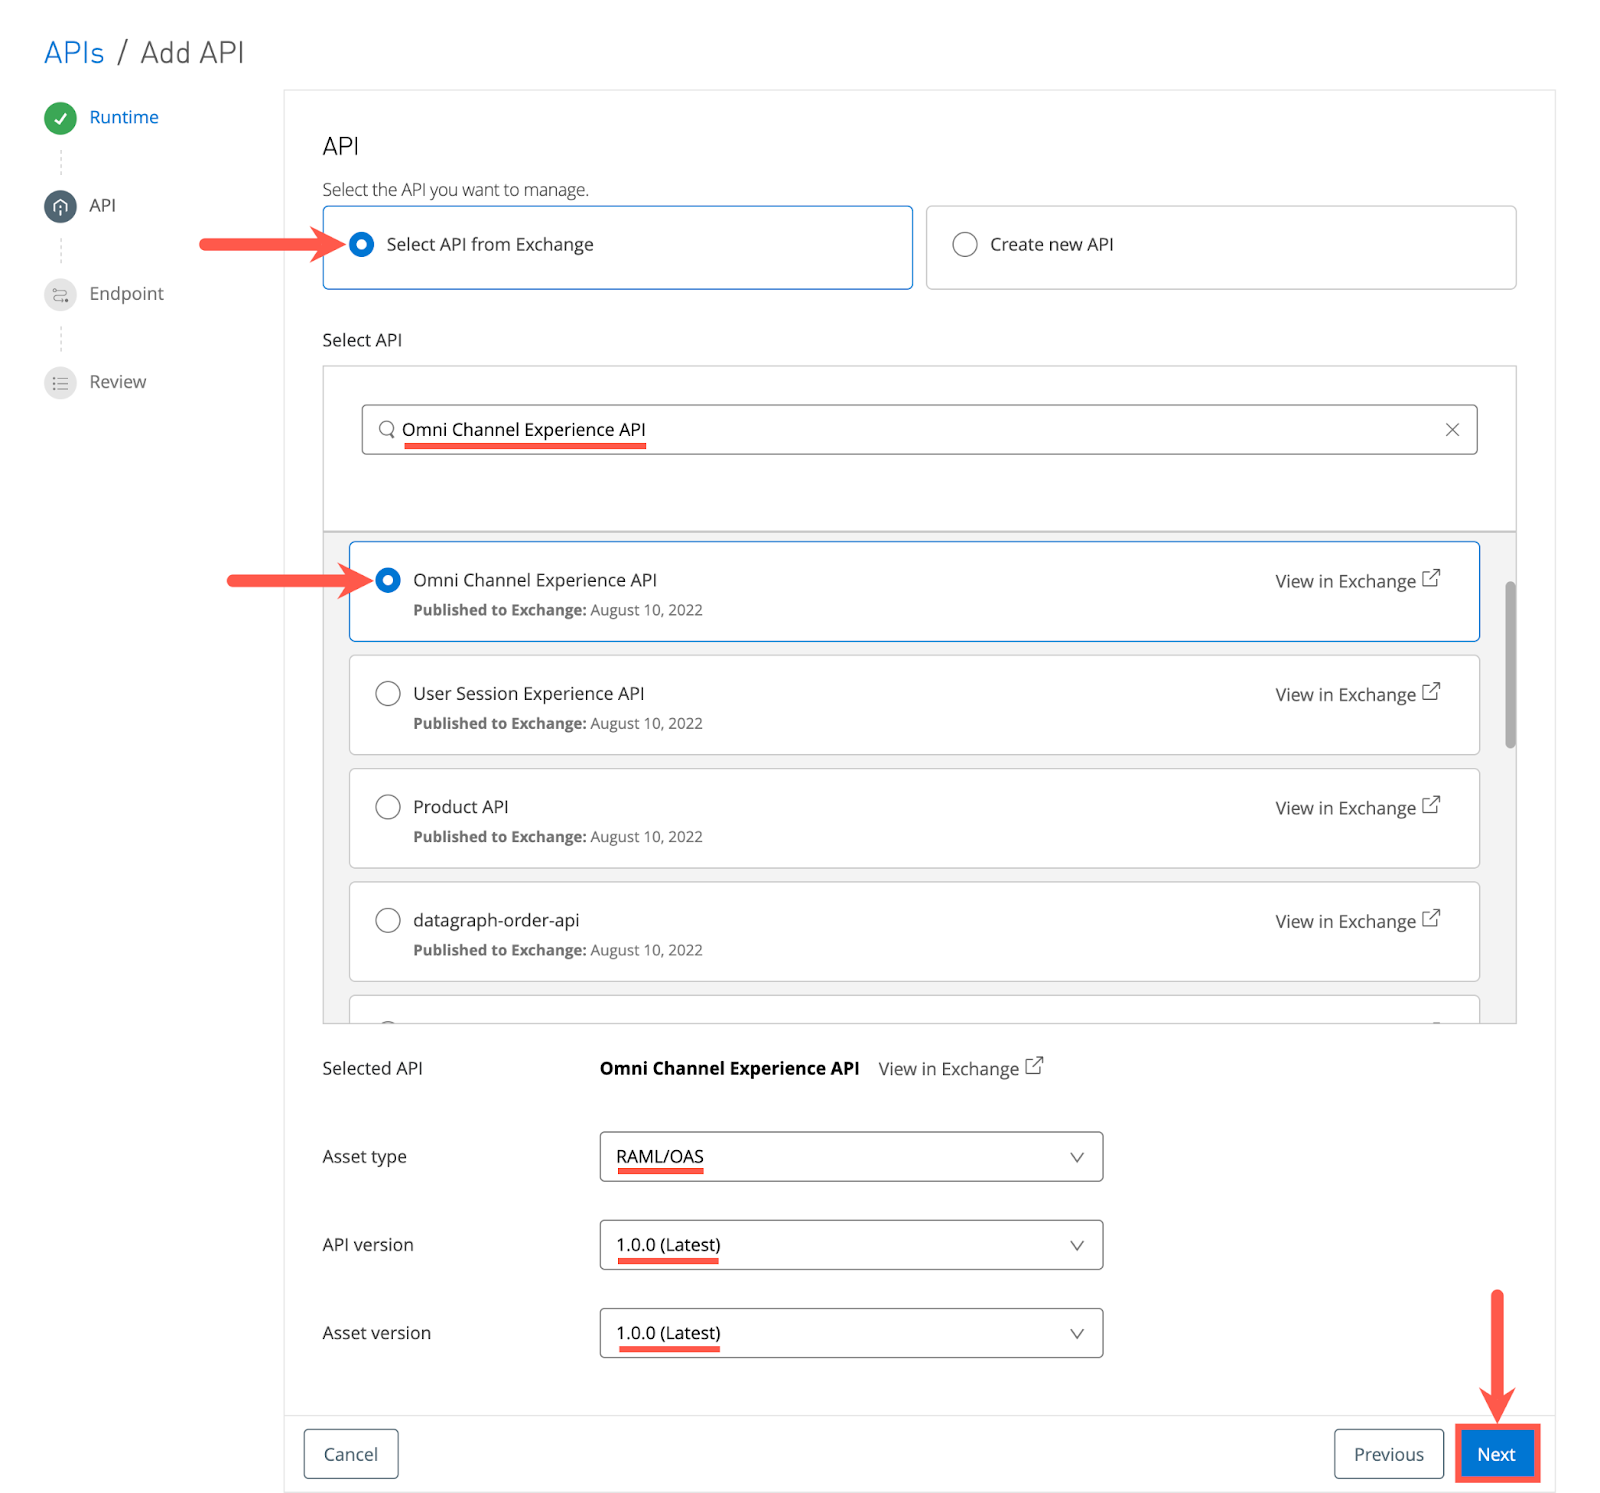 APIs / Add API
Runtime
API
Endpoint
Review
API
Select the API you want to manage.
Select API from Exchange
Create new API
Select API
Omni Channel Experience API
Omni Channel Experience API
View in Exchange
Published to Exchange: August 10, 2022
User Session Experience API
View in Exchange
Published to Exchange: August 10, 2022
Product API
View in Exchange
Published to Exchange: August 10, 2022
datagraph-order-api
View in Exchange
Published to Exchange: August 10, 2022
Selected API
Omni Channel Experience API
View in Exchange
Asset type
RAML/OAS
API version
1.0.0 (Latest)
Asset version
1.0.0 (Latest)
Cancel
Previous
Next